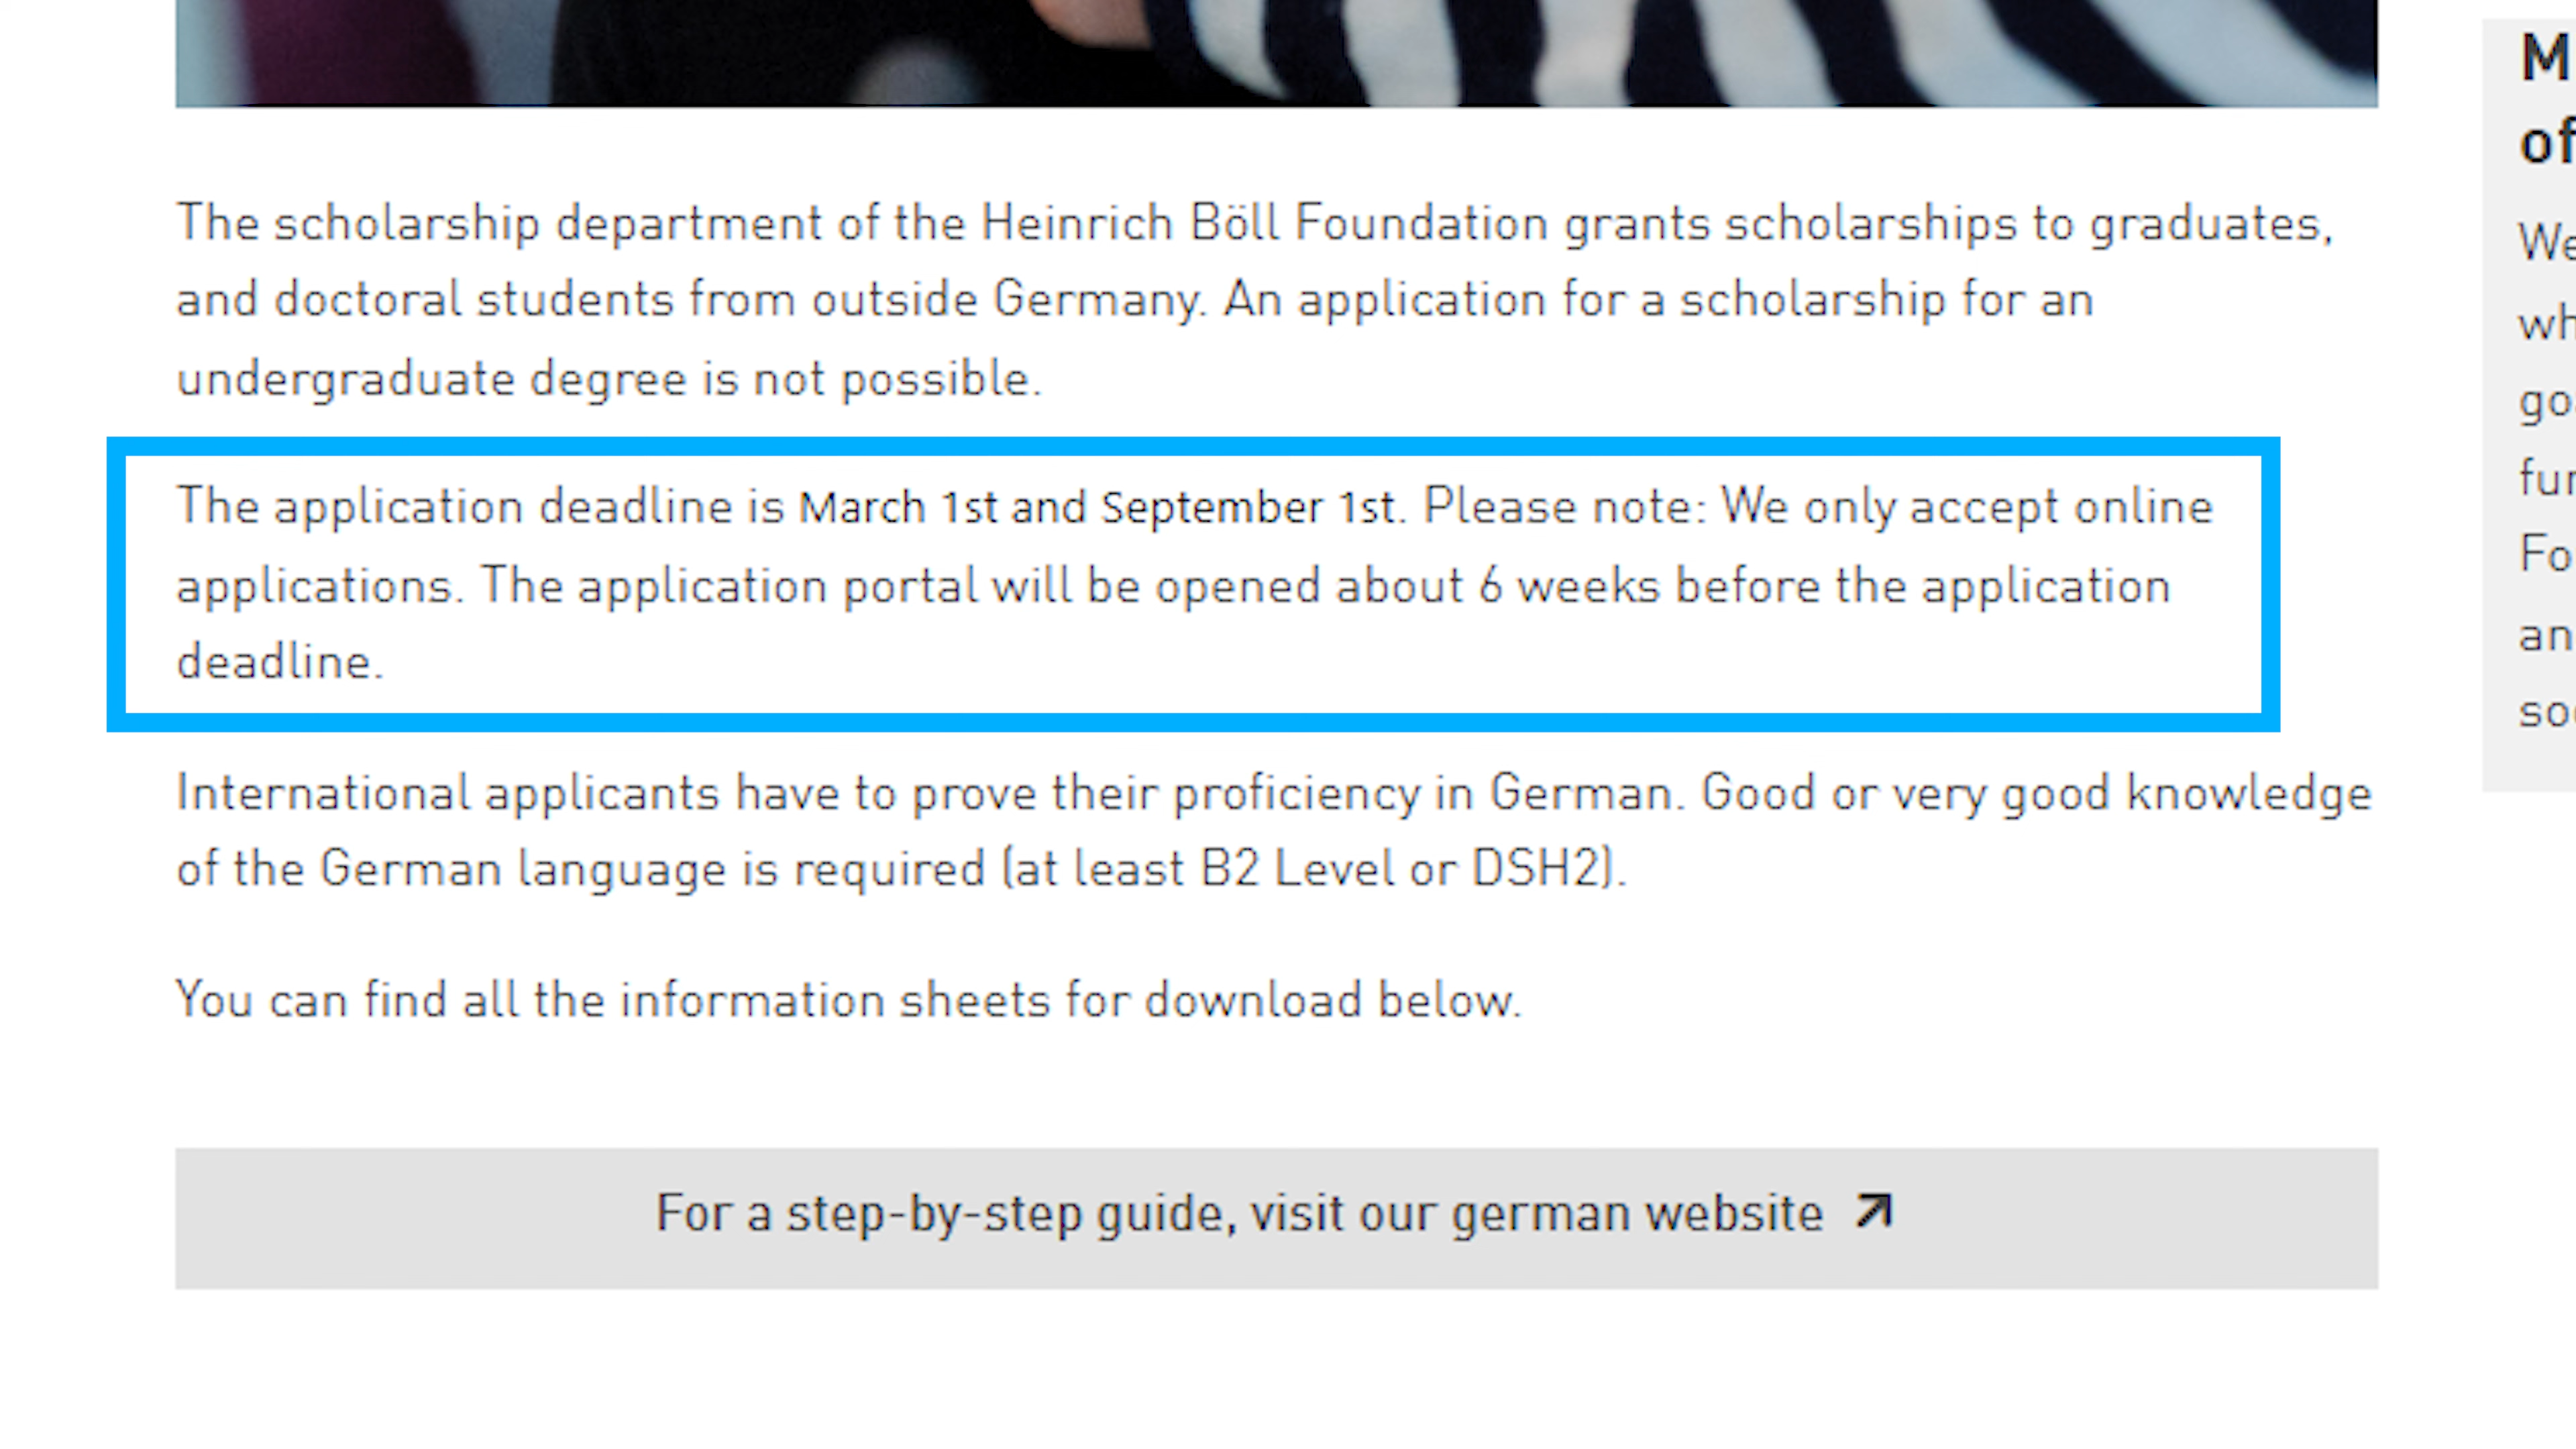 The scholarship department of the Heinrich Böll Foundation grants scholarships to graduates,
and doctoral students from outside Germany. An application for a scholarship for an
undergraduate degree is not possible.
The application deadline is March 1st and September 1st. Please note: We only accept online
applications. The application portal will be opened about 6 weeks before the application
deadline.
International applicants have to prove their proficiency in German. Good or very good knowledge
of the German language is required (at least B2 Level or DSH2).
You can find all the information sheets for download below.
For a step-by-step guide, visit our german website
of
We